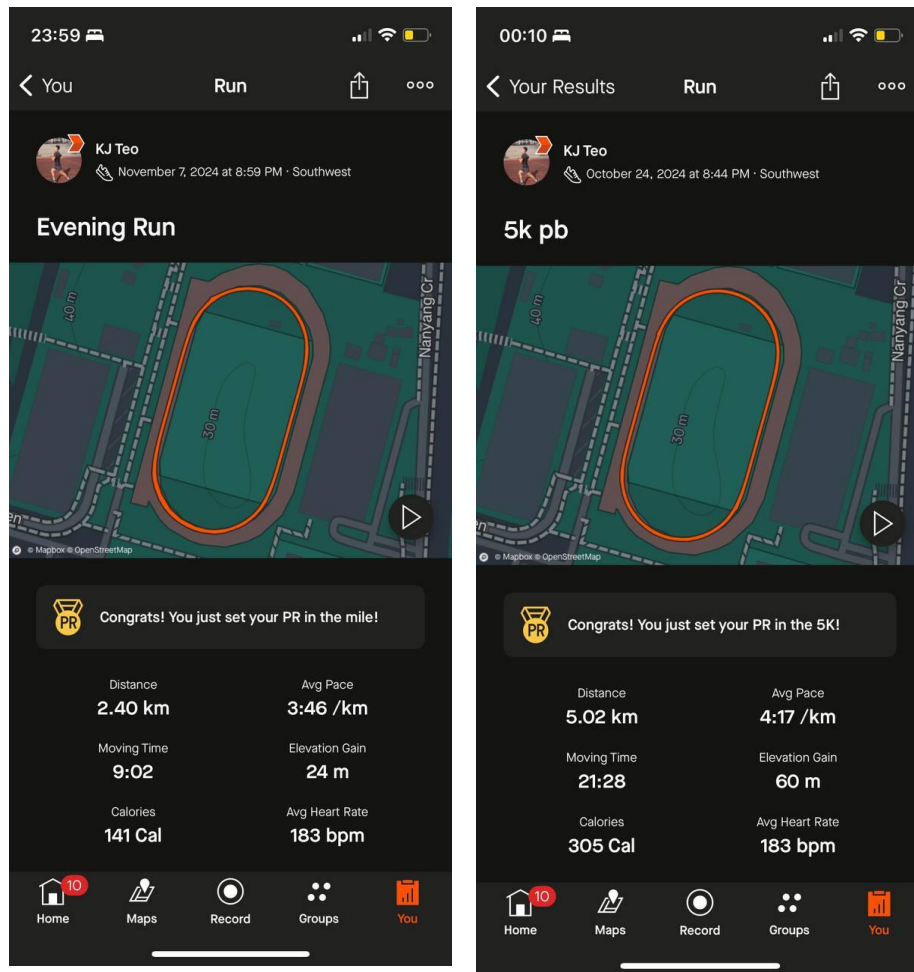 23:59
You
Run
KJ Teo
November 7, 2024 at 8:59 PM · Southwest
Evening Run
40 m
30 m
Nanyang Cr
en
© Mapbox © OpenStreetMap
PR
Congrats! You just set your PR in the mile!
Distance
Avg Pace
2.40 km
3:46 /km
Moving Time
Elevation Gain
9:02
24 m
Calories
Avg Heart Rate
141 Cal
183 bpm
10
Home
Maps
Record
Groups
You
00:10
Your Results
Run
KJ Teo
October 24, 2024 at 8:44 PM · Southwest
5k pb
40 m
30 m
Nanyang Cr
© Mapbox © OpenStreetMap
PR
Congrats! You just set your PR in the 5K!
Distance
Avg Pace
5.02 km
4:17 /km
Moving Time
Elevation Gain
21:28
60 m
Calories
Avg Heart Rate
305 Cal
183 bpm
10
Home
Maps
Record
Groups
You